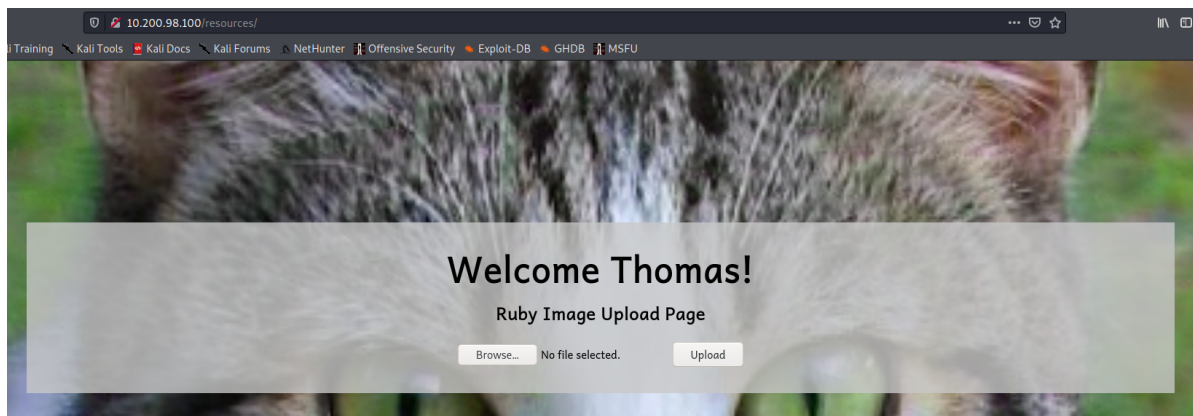 10.200.98.100/resources/
li Training Kali Tools Kali Docs Kali Forums NetHunter Offensive Security Exploit-DB GHDB MSFU
Welcome Thomas!
Ruby Image Upload Page
Browse... No file selected. Upload